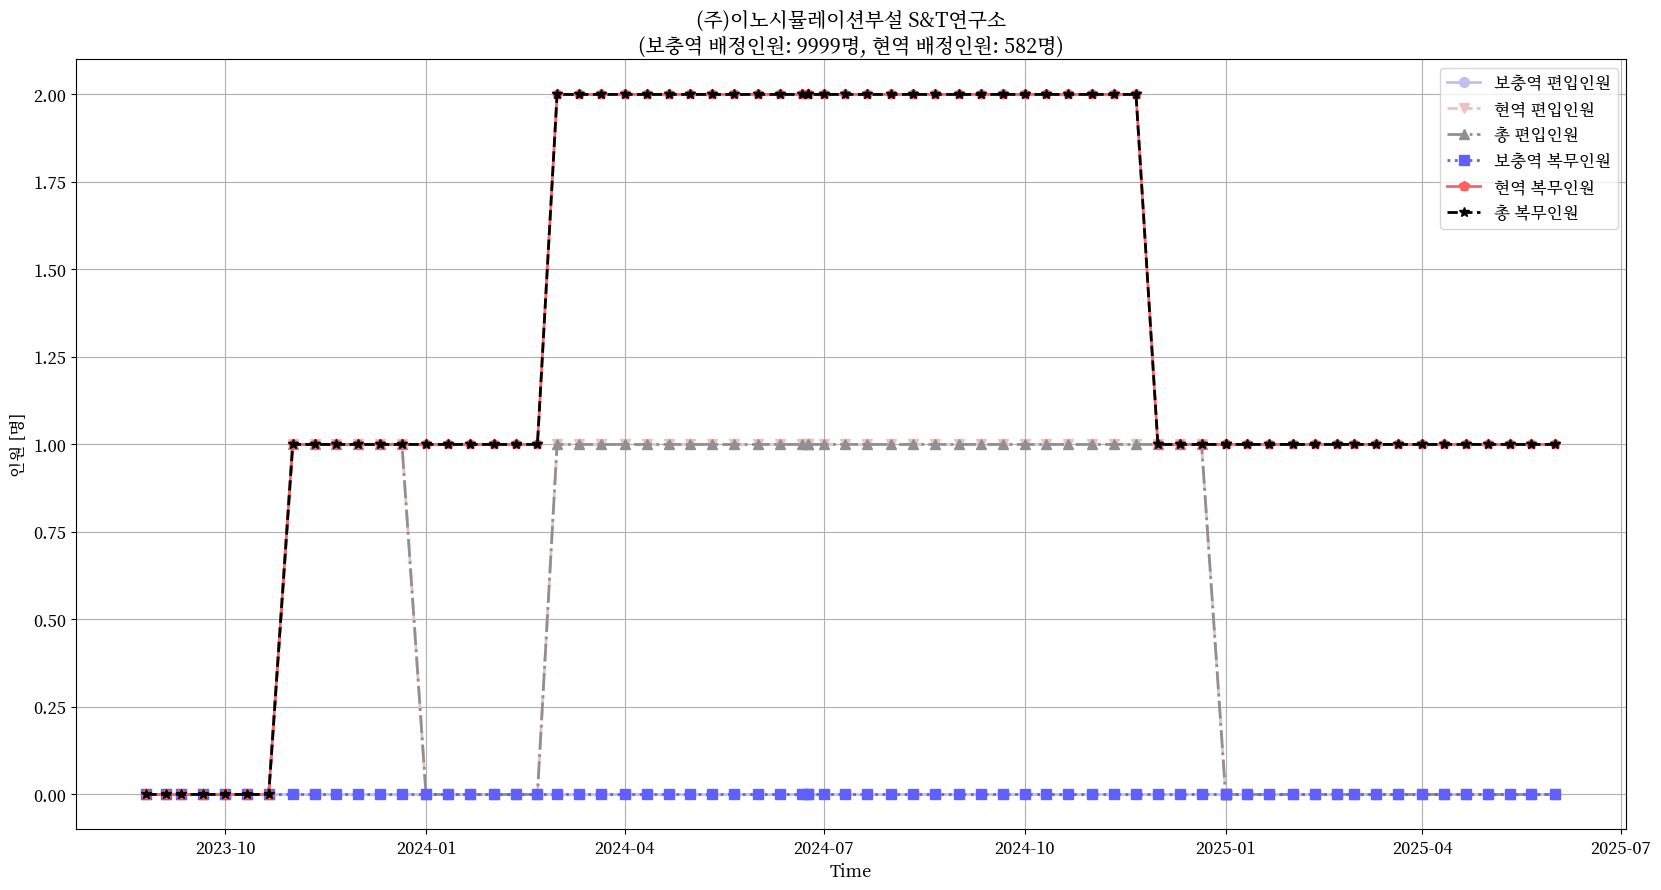 (주)이노시뮬레이션부설 S&T연구소
(보충역 배정인원: 9999명, 현역 배정인원: 582명)
보충역 편입인원
현역 편입인원
총 편입인원
보충역 복무인원
현역 복무인원
총 복무인원
인원 [명]
2.00
1.75
1.50
1.25
1.00
0.75
0.50
0.25
0.00
2023-10
2024-01
2024-04
2024-07
2024-10
2025-01
2025-04
2025-07
Time